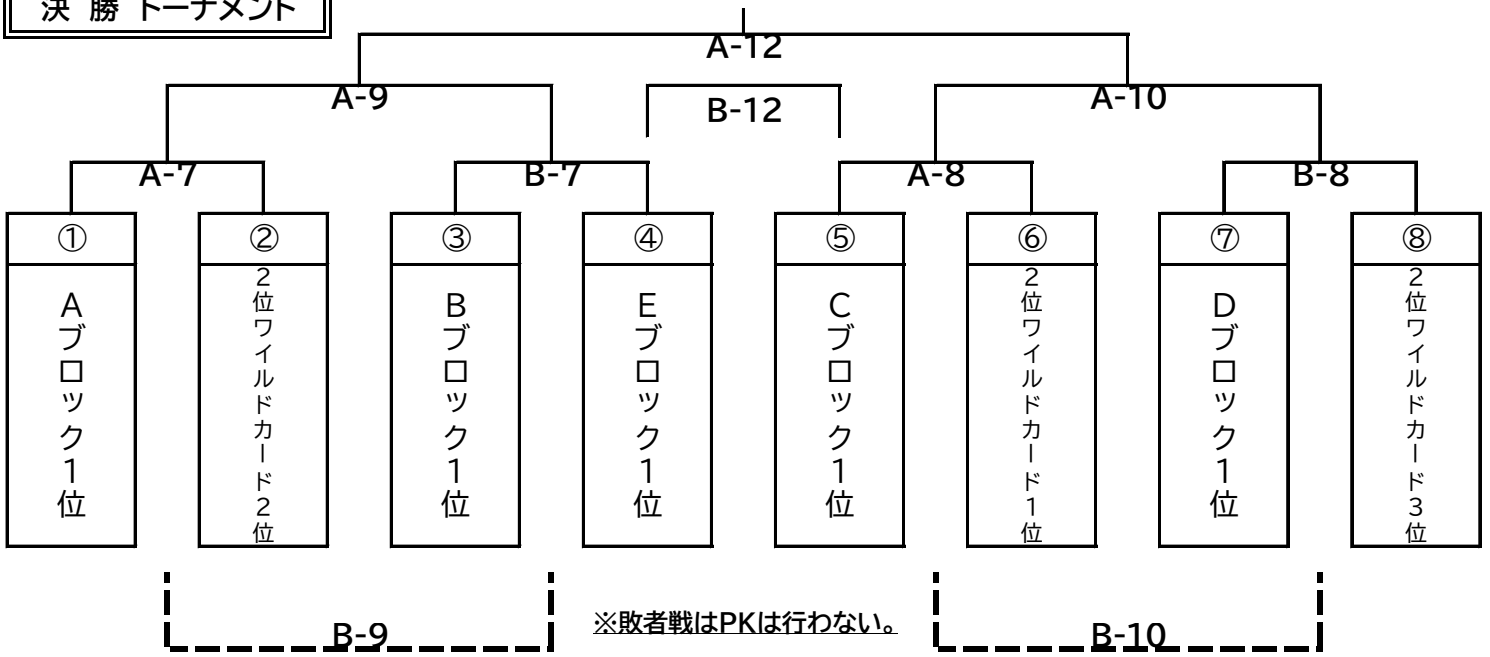 決 勝 トーナメント
A-12
A-9
B-12
A-10
A-7
B-7
A-8
B-8
①
②
③
④
⑤
⑥
⑦
⑧
Aブロック1位
2位ワイルドカード2位
Bブロック1位
Eブロック1位
Cブロック1位
2位ワイルドカード1位
Dブロック1位
2位ワイルドカード3位
B-9
※敗者戦はPKは行わない。
B-10